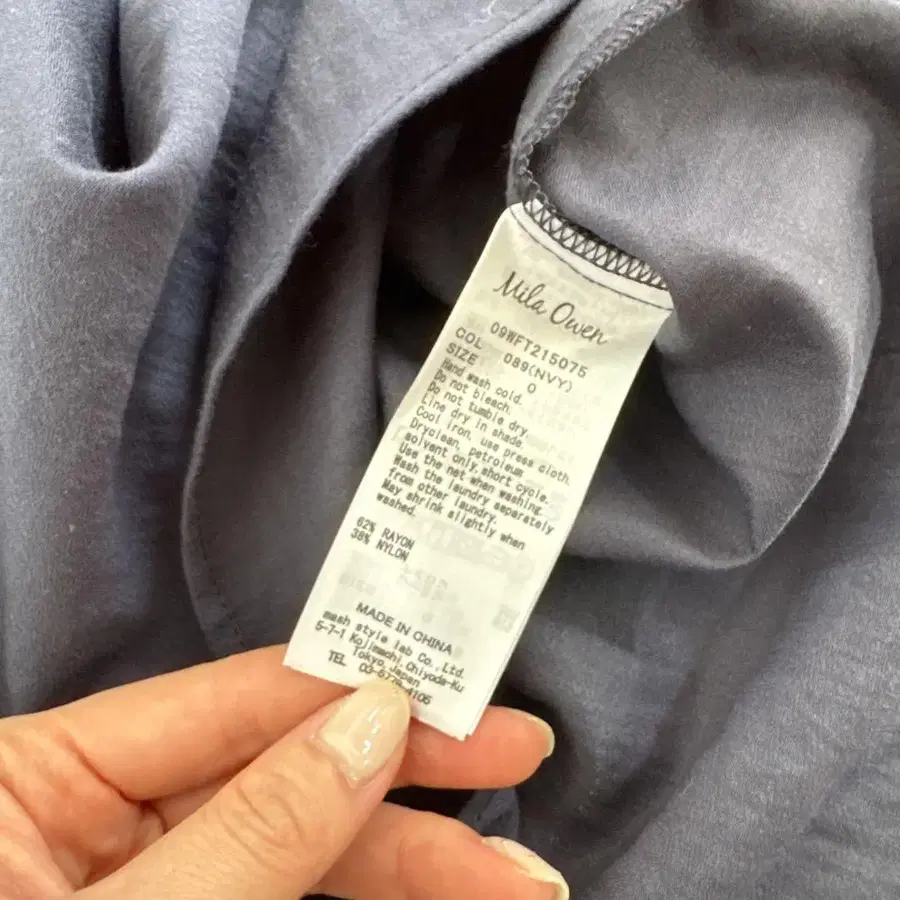 Mila Owen
09WFT215075
COL 089(NVY)
SIZE 0
Hand wash cold.
Do not bleach.
Do not tumble dry.
Line dry in shade.
Cool iron, use press cloth.
Dryclean, petroleum
solvent only, short cycle.
Use the net when washing.
Wash the laundry separately
from other laundry.
May shrink slightly when
washed.
62% RAYON
38% NYLON
MADE IN CHINA
mash style lab Co.,Ltd.
5-7-1 Kojimachi,Chiyoda-Ku
Tokyo,Japan
TEL